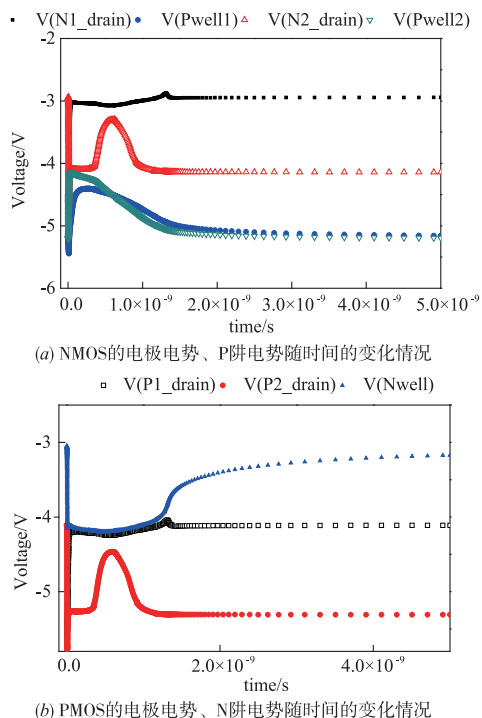 V(N1_drain) V(Pwell1) V(N2_drain) V(Pwell2)
-2
-3
-4
-5
-6
Voltage/V
0.0 1.0×10⁻⁹ 2.0×10⁻⁹ 3.0×10⁻⁹ 4.0×10⁻⁹ 5.0×10⁻⁹
time/s
(a) NMOS的电极电势、P阱电势随时间的变化情况
V(P1_drain) V(P2_drain) V(Nwell)
-3
-4
-5
Voltage/V
0.0 2.0×10⁻⁹ 4.0×10⁻⁹
time/s
(b) PMOS的电极电势、N阱电势随时间的变化情况